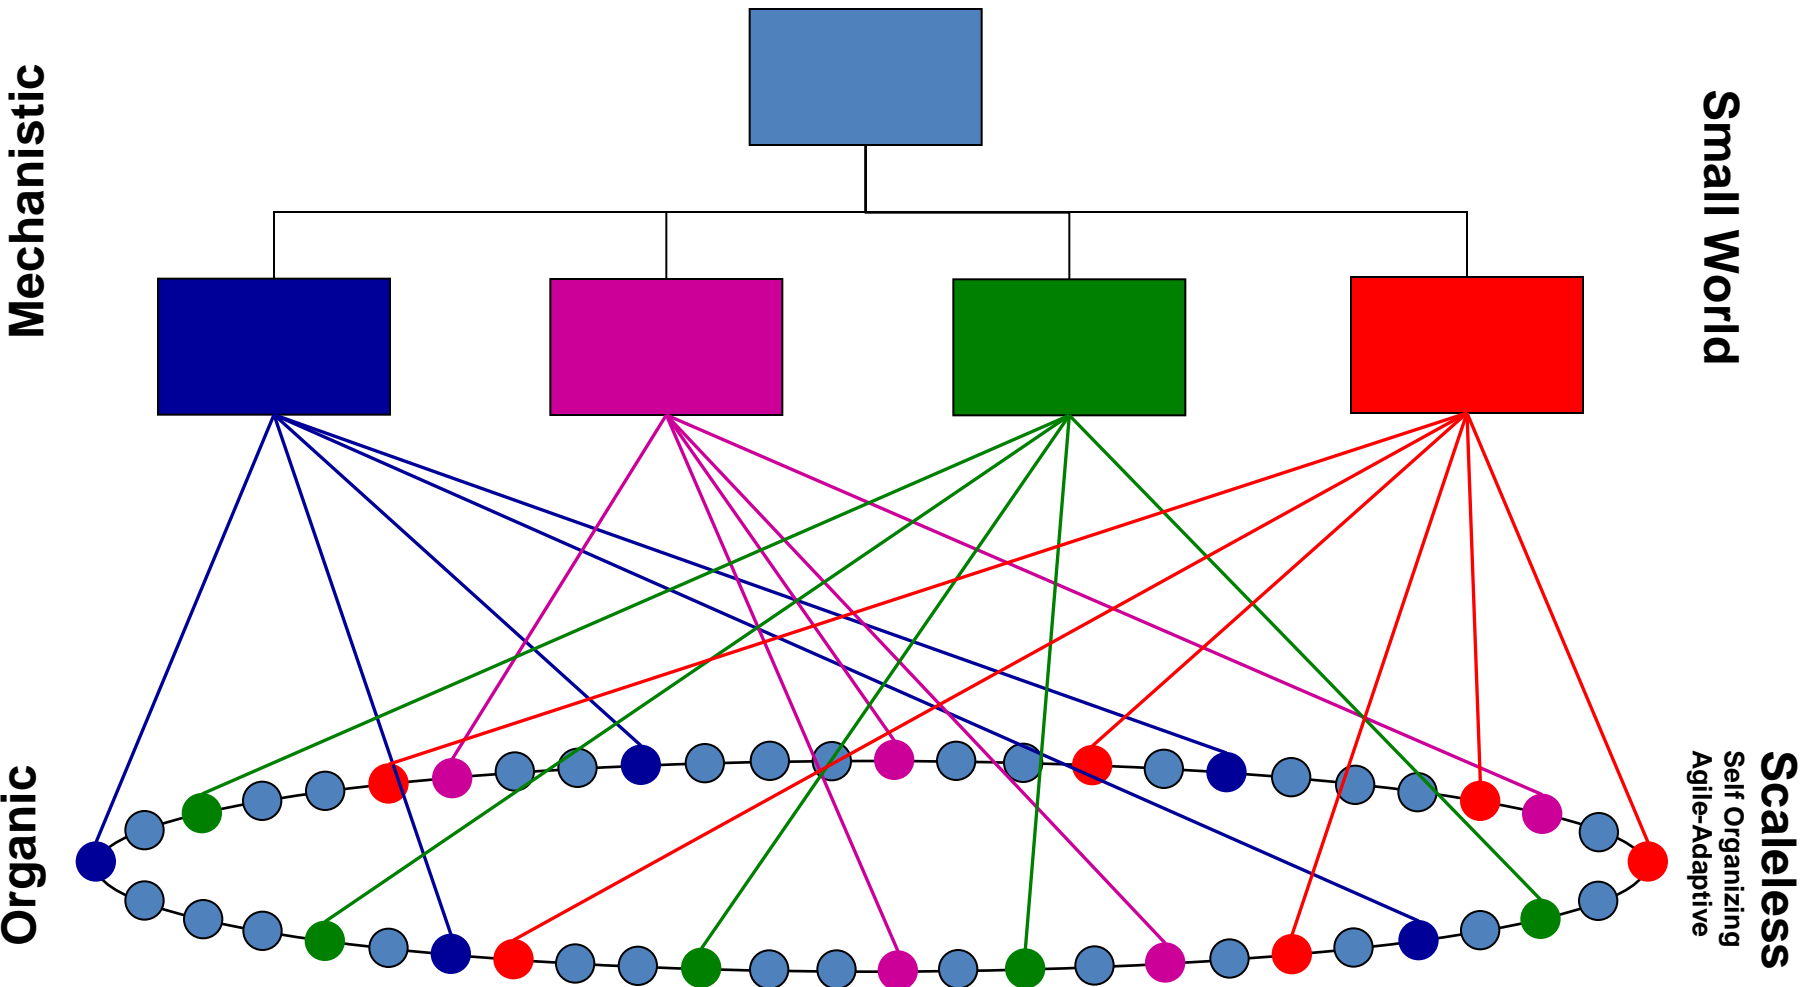 Mechanistic
Small World
Organic
Scaleless
Self Organizing
Agile-Adaptive